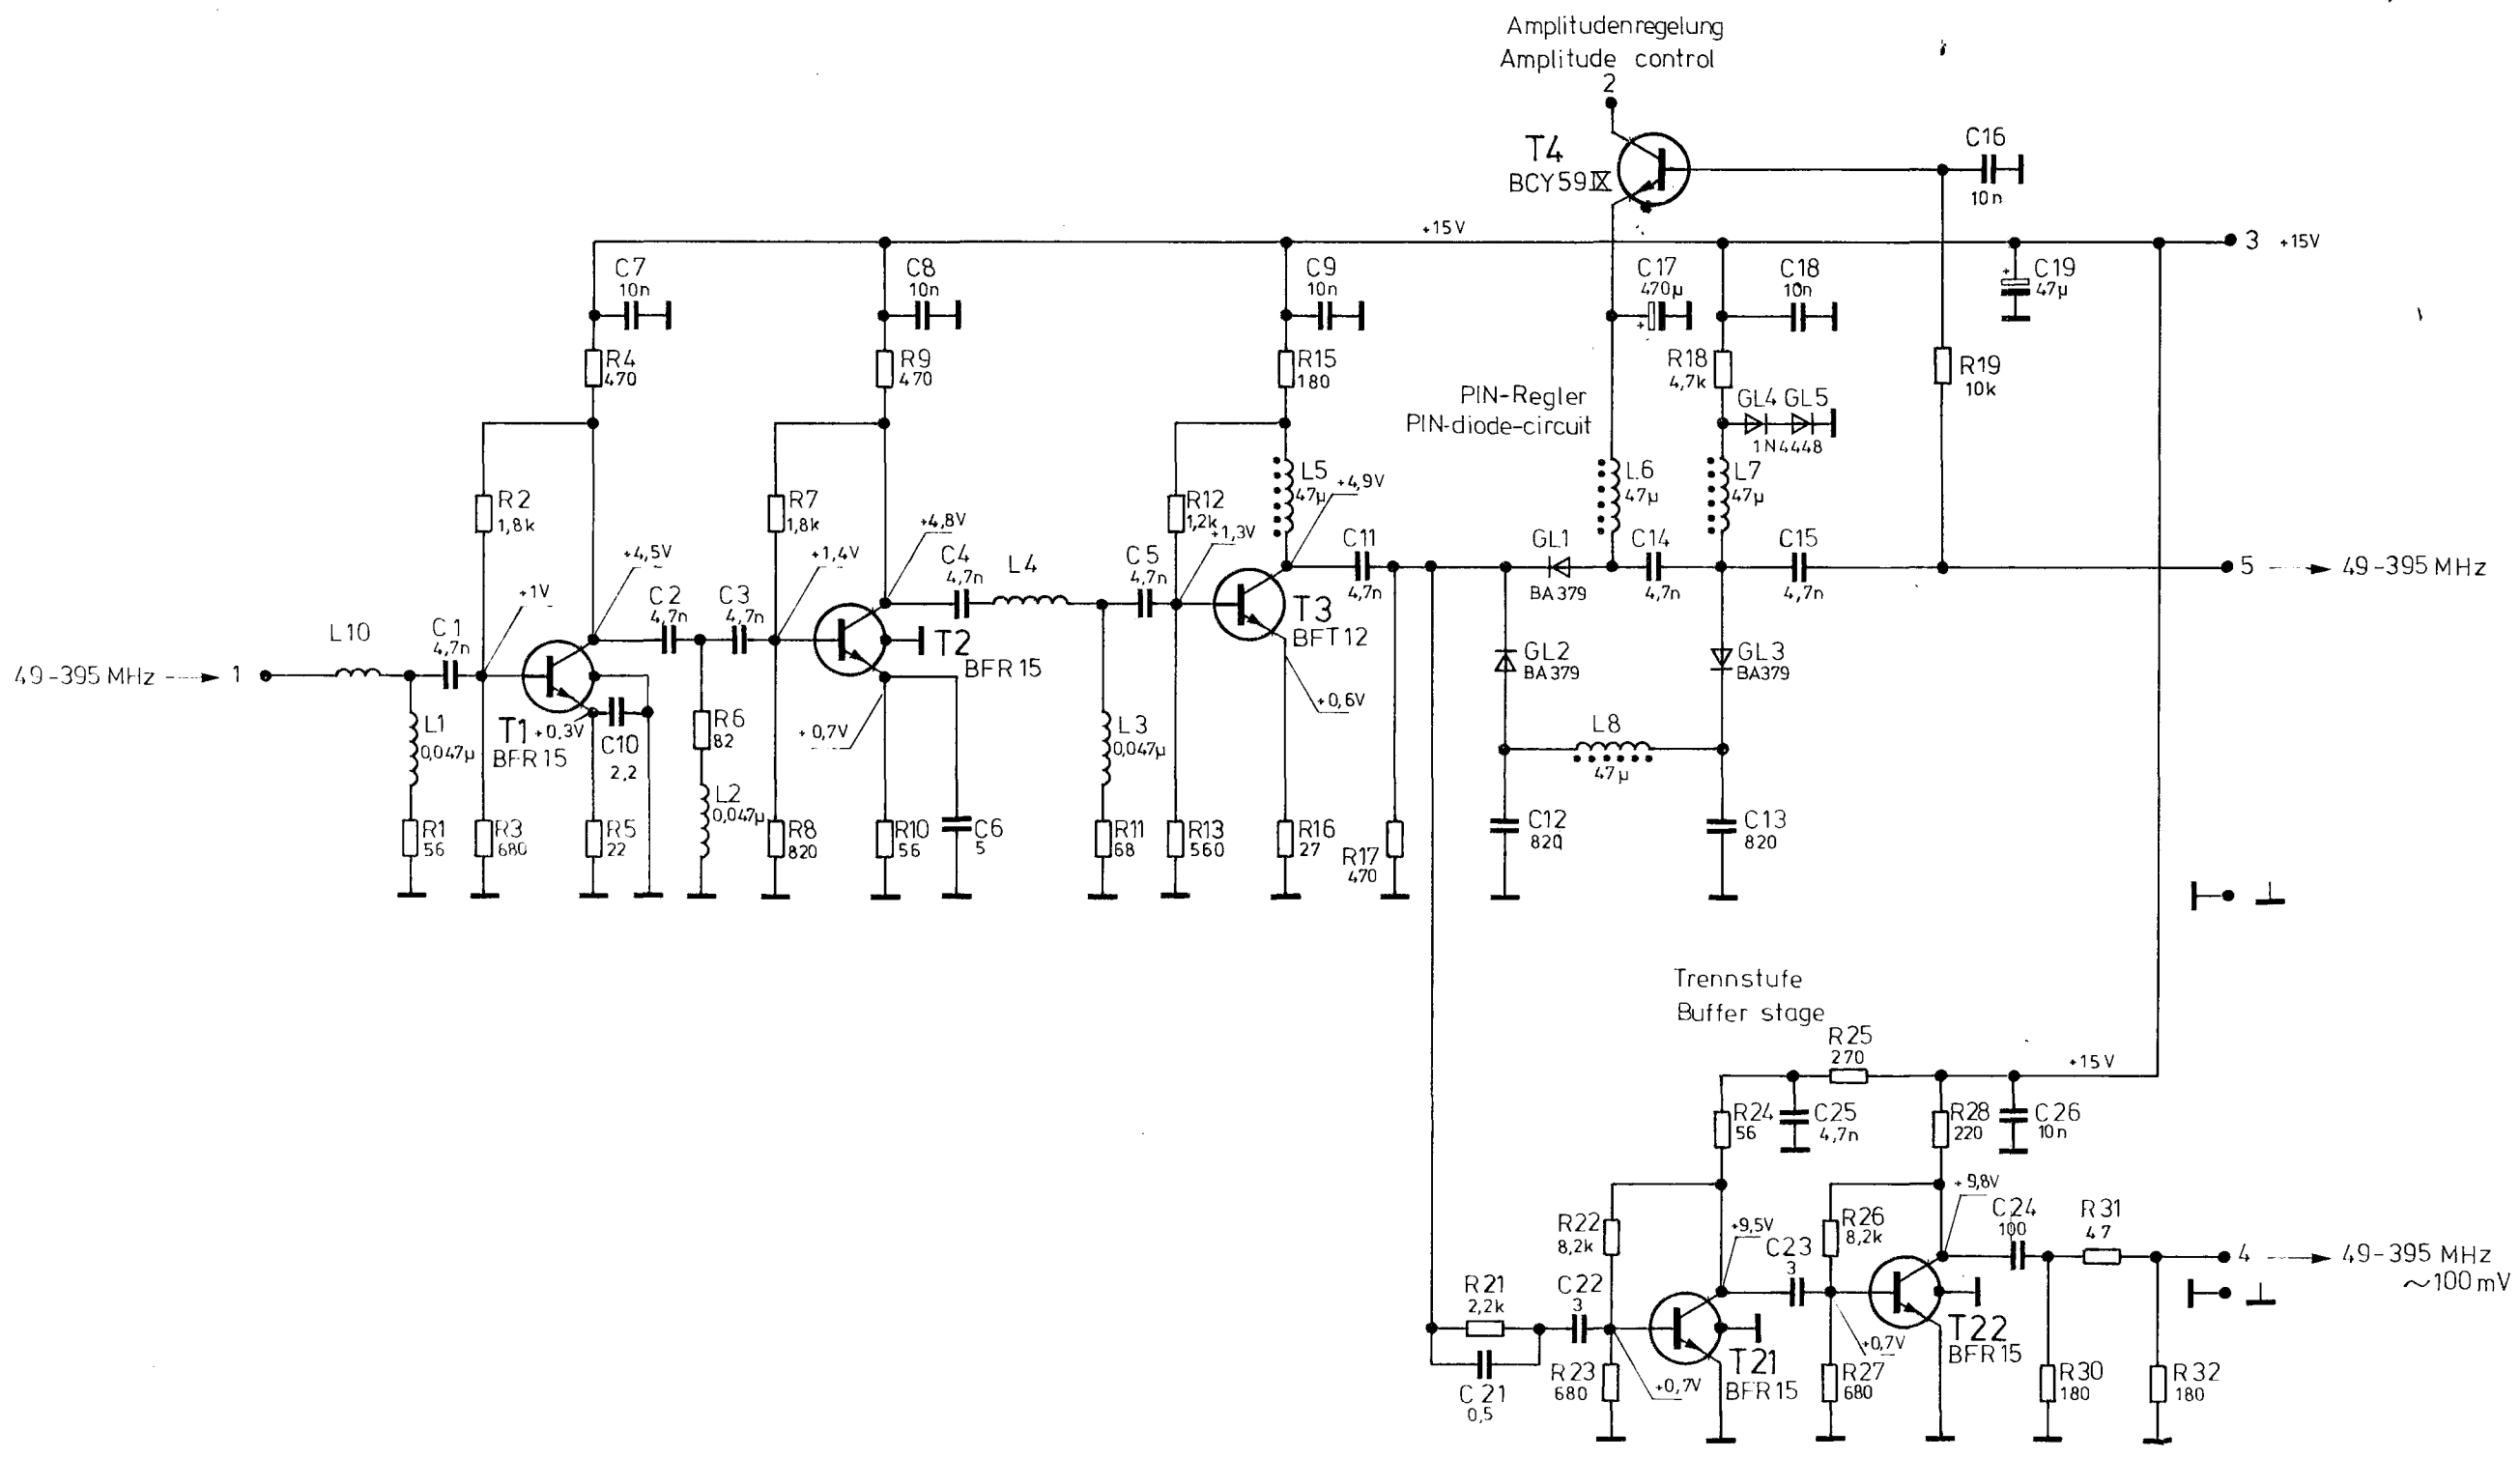 Amplitudenregelung
Amplitude control
2
T4
BCY59IX
C16
10n
+15V
3 +15V
C7
10n
C8
10n
C9
10n
C17
470µ
+
C18
10n
+
C19
47µ
R4
470
R9
470
R15
180
R18
4,7k
R19
10k
PIN-Regler
PIN-diode-circuit
GL4 GL5
1N4448
R2
1,8k
R7
1,8k
R12
1,2k
L5
47µ
+4,9V
L6
47µ
L7
47µ
+4,5V
+1,4V
+4,8V
+1,3V
+1V
C4
4,7n
L4
C5
4,7n
C11
4,7n
GL1
BA379
C14
4,7n
C15
4,7n
5 49-395 MHz
C2
4,7n
C3
4,7n
T3
BFT12
L10
C1
4,7n
T2
BFR15
GL2
BA379
GL3
BA379
49-395 MHz 1
+0,6V
L1
0,047µ
T1
BFR15
+0,3V
C10
2,2
R6
82
+0,7V
L3
0,047µ
L8
47µ
L2
0,047µ
R1
56
R3
680
R5
22
R8
820
R10
56
C6
5
R11
68
R13
560
R16
27
R17
470
C12
820
C13
820
Trennstufe
Buffer stage
R25
270
+15V
R24
56
C25
4,7n
R28
220
C26
10n
R22
8,2k
+9,5V
C23
3
R26
8,2k
+9,8V
C24
100
R31
47
4 49-395 MHz
~100mV
R21
2,2k
C22
3
C21
0,5
R23
680
+0,7V
T21
BFR15
+0,7V
R27
680
T22
BFR15
R30
180
R32
180